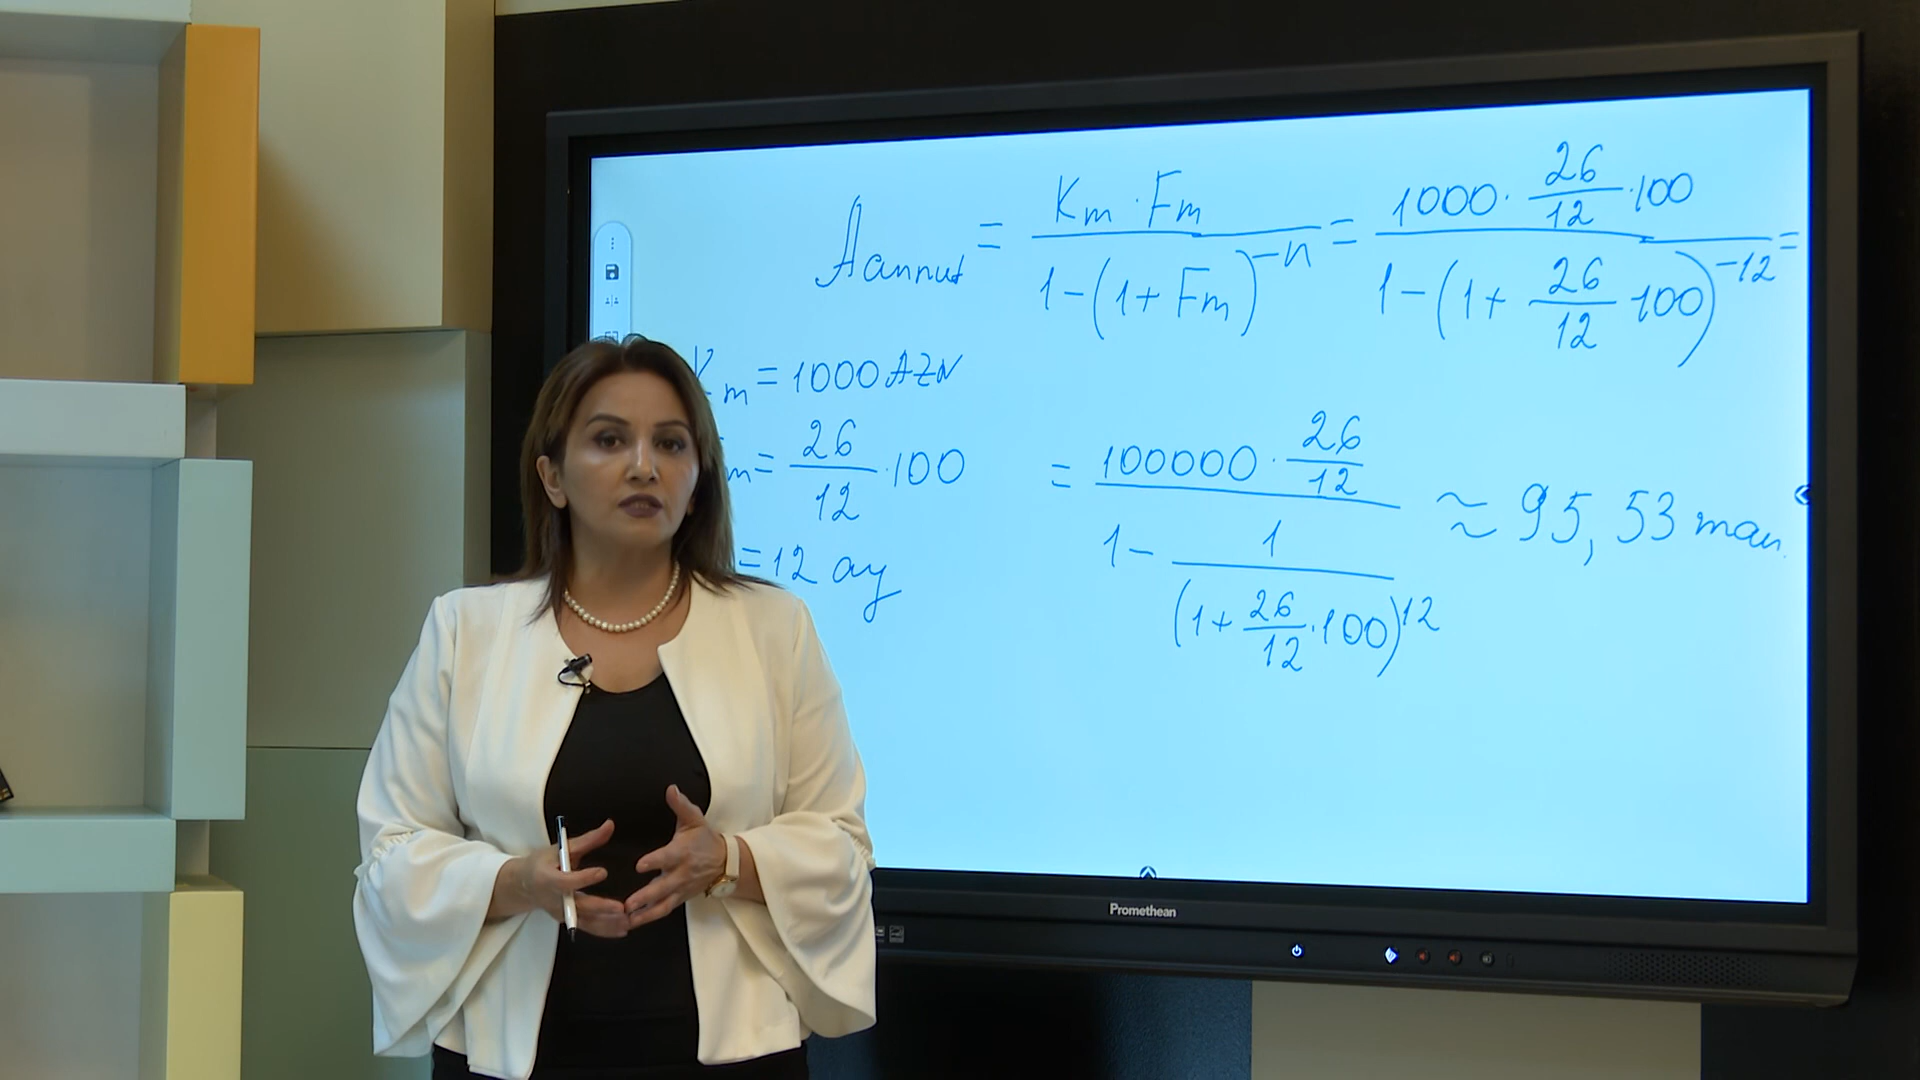 Aannuit = Km · Fm / 1-(1+Fm)^-n = 1000 · 26/12 · 100 / 1-(1+ 26/12 100)^-12 =
Km = 1000 AZN
m = 26/12 · 100
= 12 ay
= 100000 · 26/12 / 1 - 1/(1+ 26/12 · 100)^12 ≈ 95,53 man.
Promethean